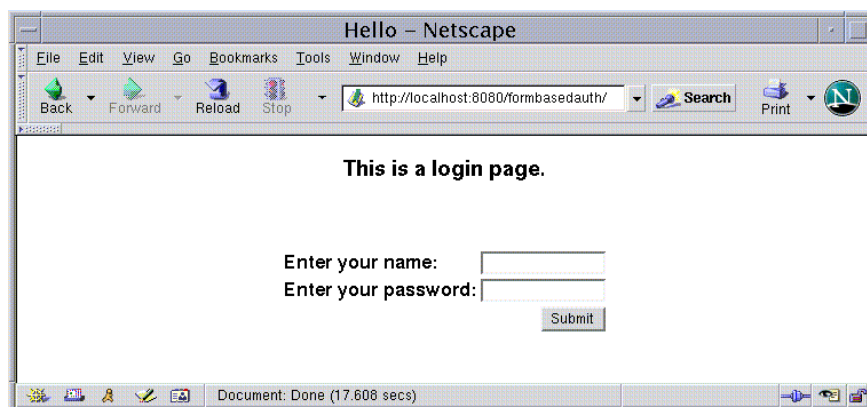 Hello – Netscape
File Edit View Go Bookmarks Tools Window Help
Back Forward Reload Stop http://localhost:8080/formbasedauth/ Search Print N
This is a login page.
Enter your name:
Enter your password:
Submit
Document: Done (17.608 secs)